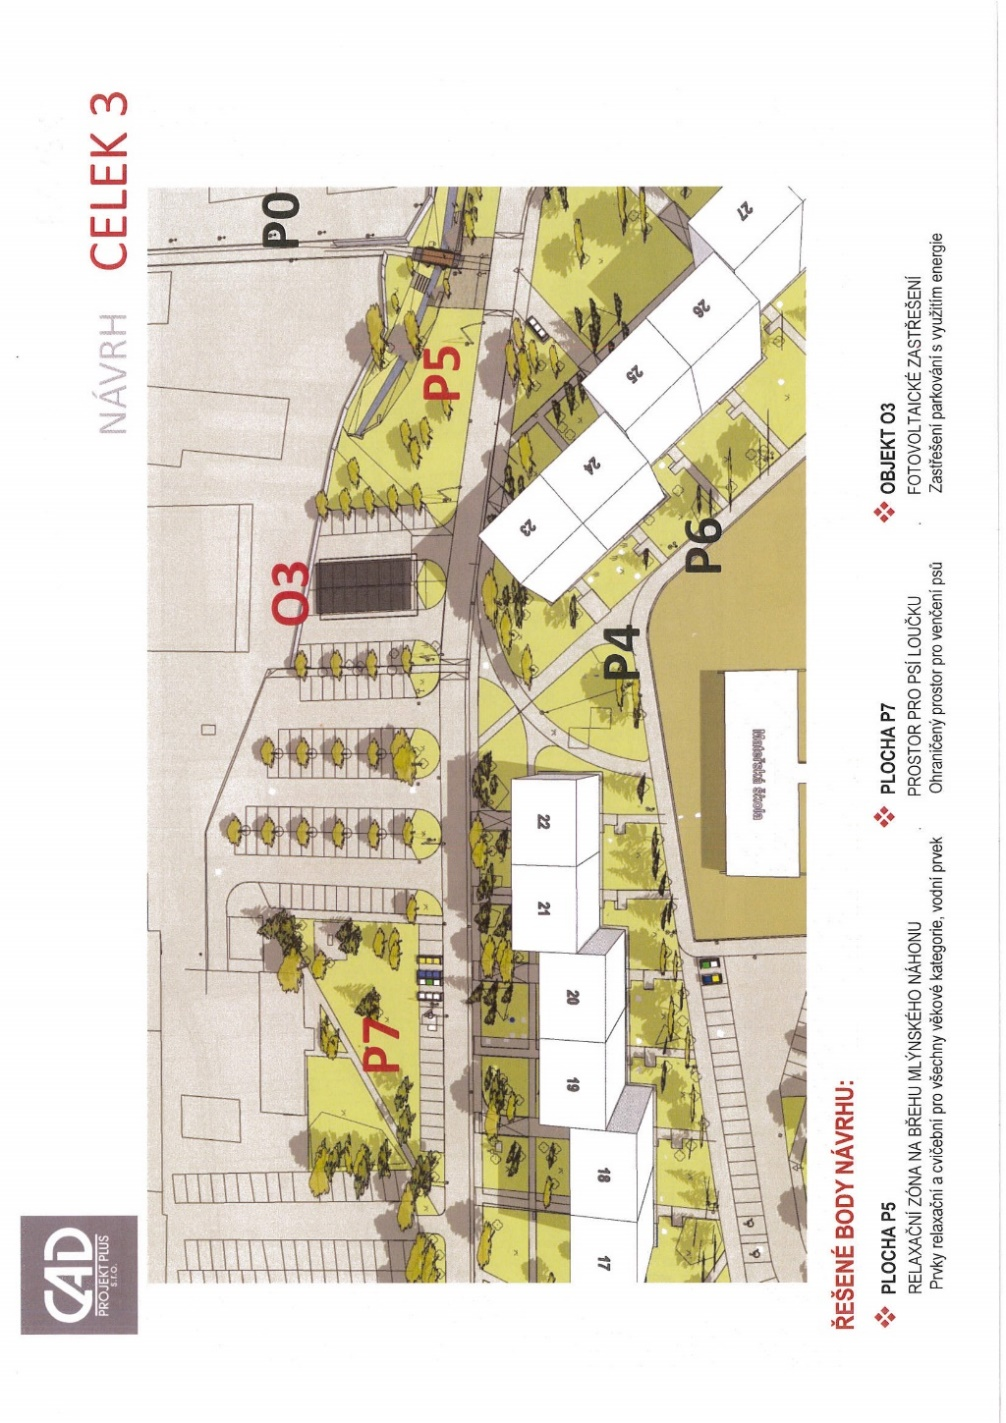 CAD
PROJEKT PLUS
s.r.o.
NÁVRH CELEK 3
P0
O3
P5
P7
P4
P6
17
18
19
20
21
22
23
24
25
26
27
Mateřská škola
ŘEŠENÉ BODY NÁVRHU:
PLOCHA P5
RELAXAČNÍ ZÓNA NA BŘEHU MLÝNSKÉHO NÁHONU
Prvky relaxační a cvičební pro všechny věkové kategorie, vodní prvek
PLOCHA P7
PROSTOR PRO PSÍ LOUČKU
Ohraničený prostor pro venčení psů
OBJEKT O3
FOTOVOLTAICKÉ ZASTŘEŠENÍ
Zastřešení parkování s využitím energie